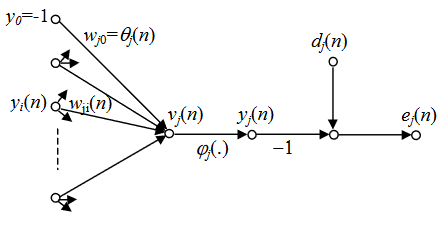 y₀=-1
wⱼ₀=θⱼ(n)
dⱼ(n)
yᵢ(n)
wⱼᵢ(n)
vⱼ(n)
yⱼ(n)
eⱼ(n)
φⱼ(.)
−1